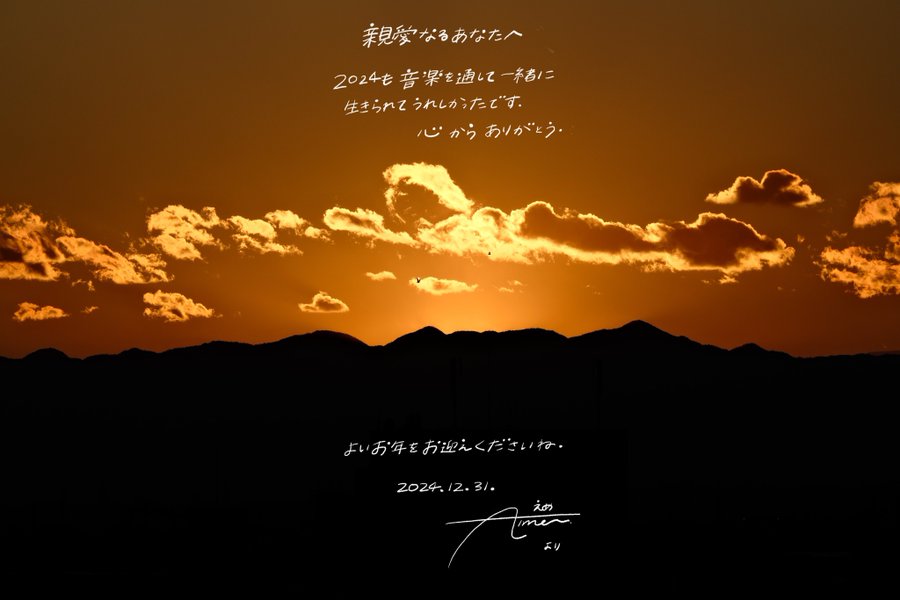 親愛なるあなたへ
2024も音楽を通して一緒に
生きられてうれしかったです.
心からありがとう.
よいお年をお迎えくださいね.
2024.12.31.
えめ
Aimer
より